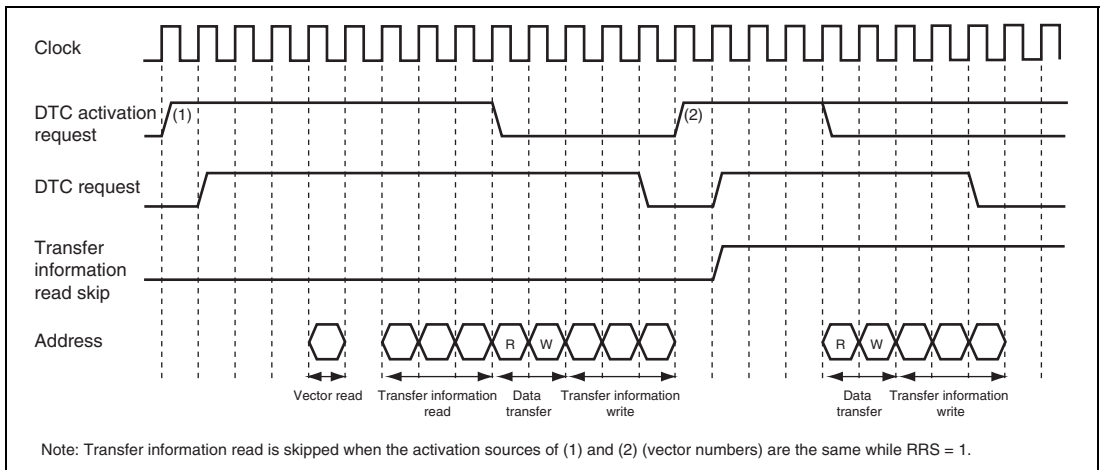 Clock
DTC activation
request
(1)
(2)
DTC request
Transfer
information
read skip
Address
R
W
R
W
Vector read
Transfer information
read
Data
transfer
Transfer information
write
Data
transfer
Transfer information
write
Note: Transfer information read is skipped when the activation sources of (1) and (2) (vector numbers) are the same while RRS = 1.